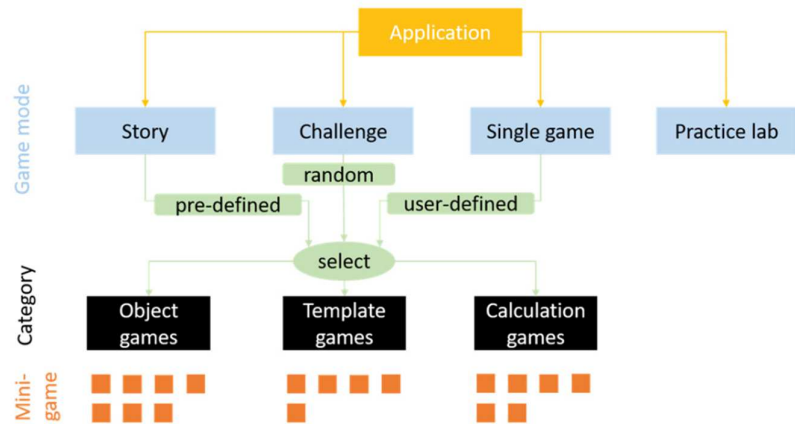 Application
Game mode
Story
Challenge
Single game
Practice lab
random
pre-defined
user-defined
select
Category
Object
games
Template
games
Calculation
games
Mini-
game